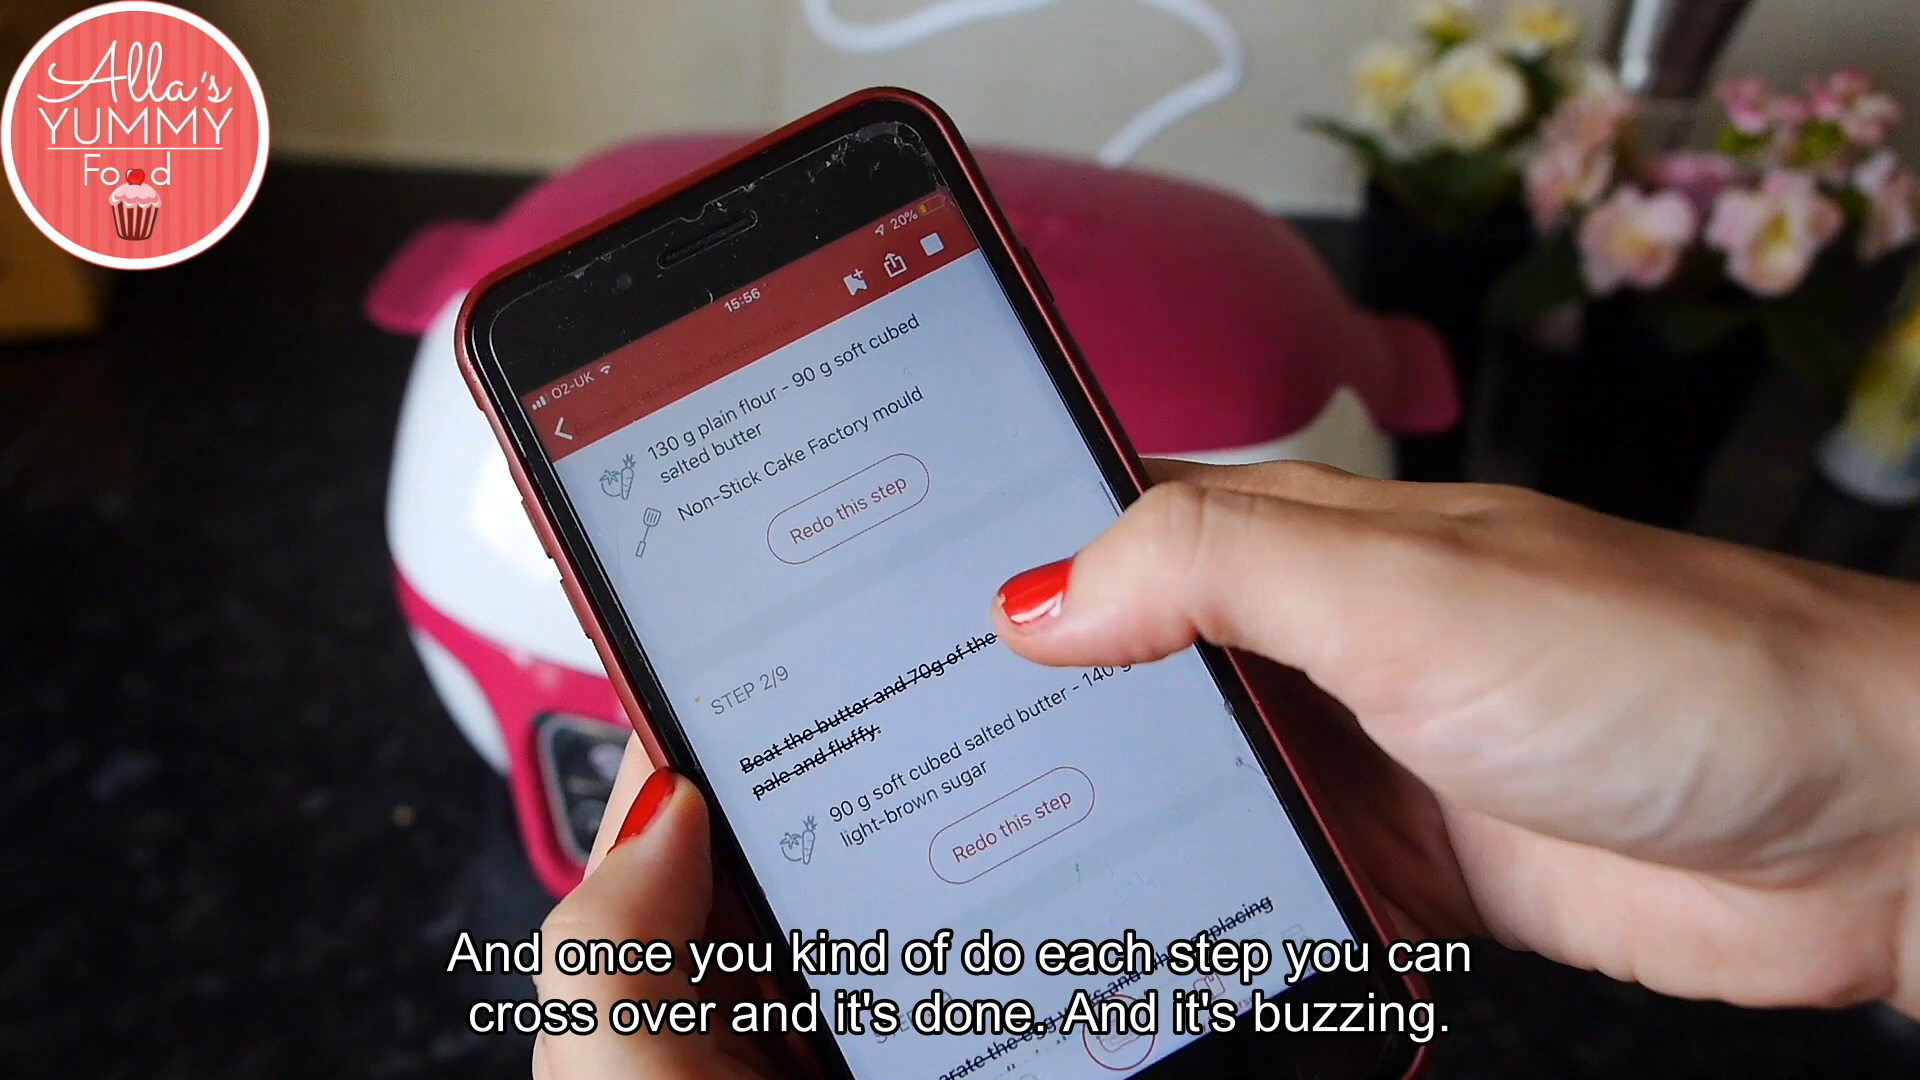 Alla's
YUMMY
Food
O2-UK
15:56
20%
130 g plain flour - 90 g soft cubed
salted butter
Non-Stick Cake Factory mould
Redo this step
STEP 2/9
Beat the butter and 70g of the
pale and fluffy.
90 g soft cubed salted butter - 140 g
light-brown sugar
Redo this step
And once you kind of do each step you can
cross over and it's done. And it's buzzing.